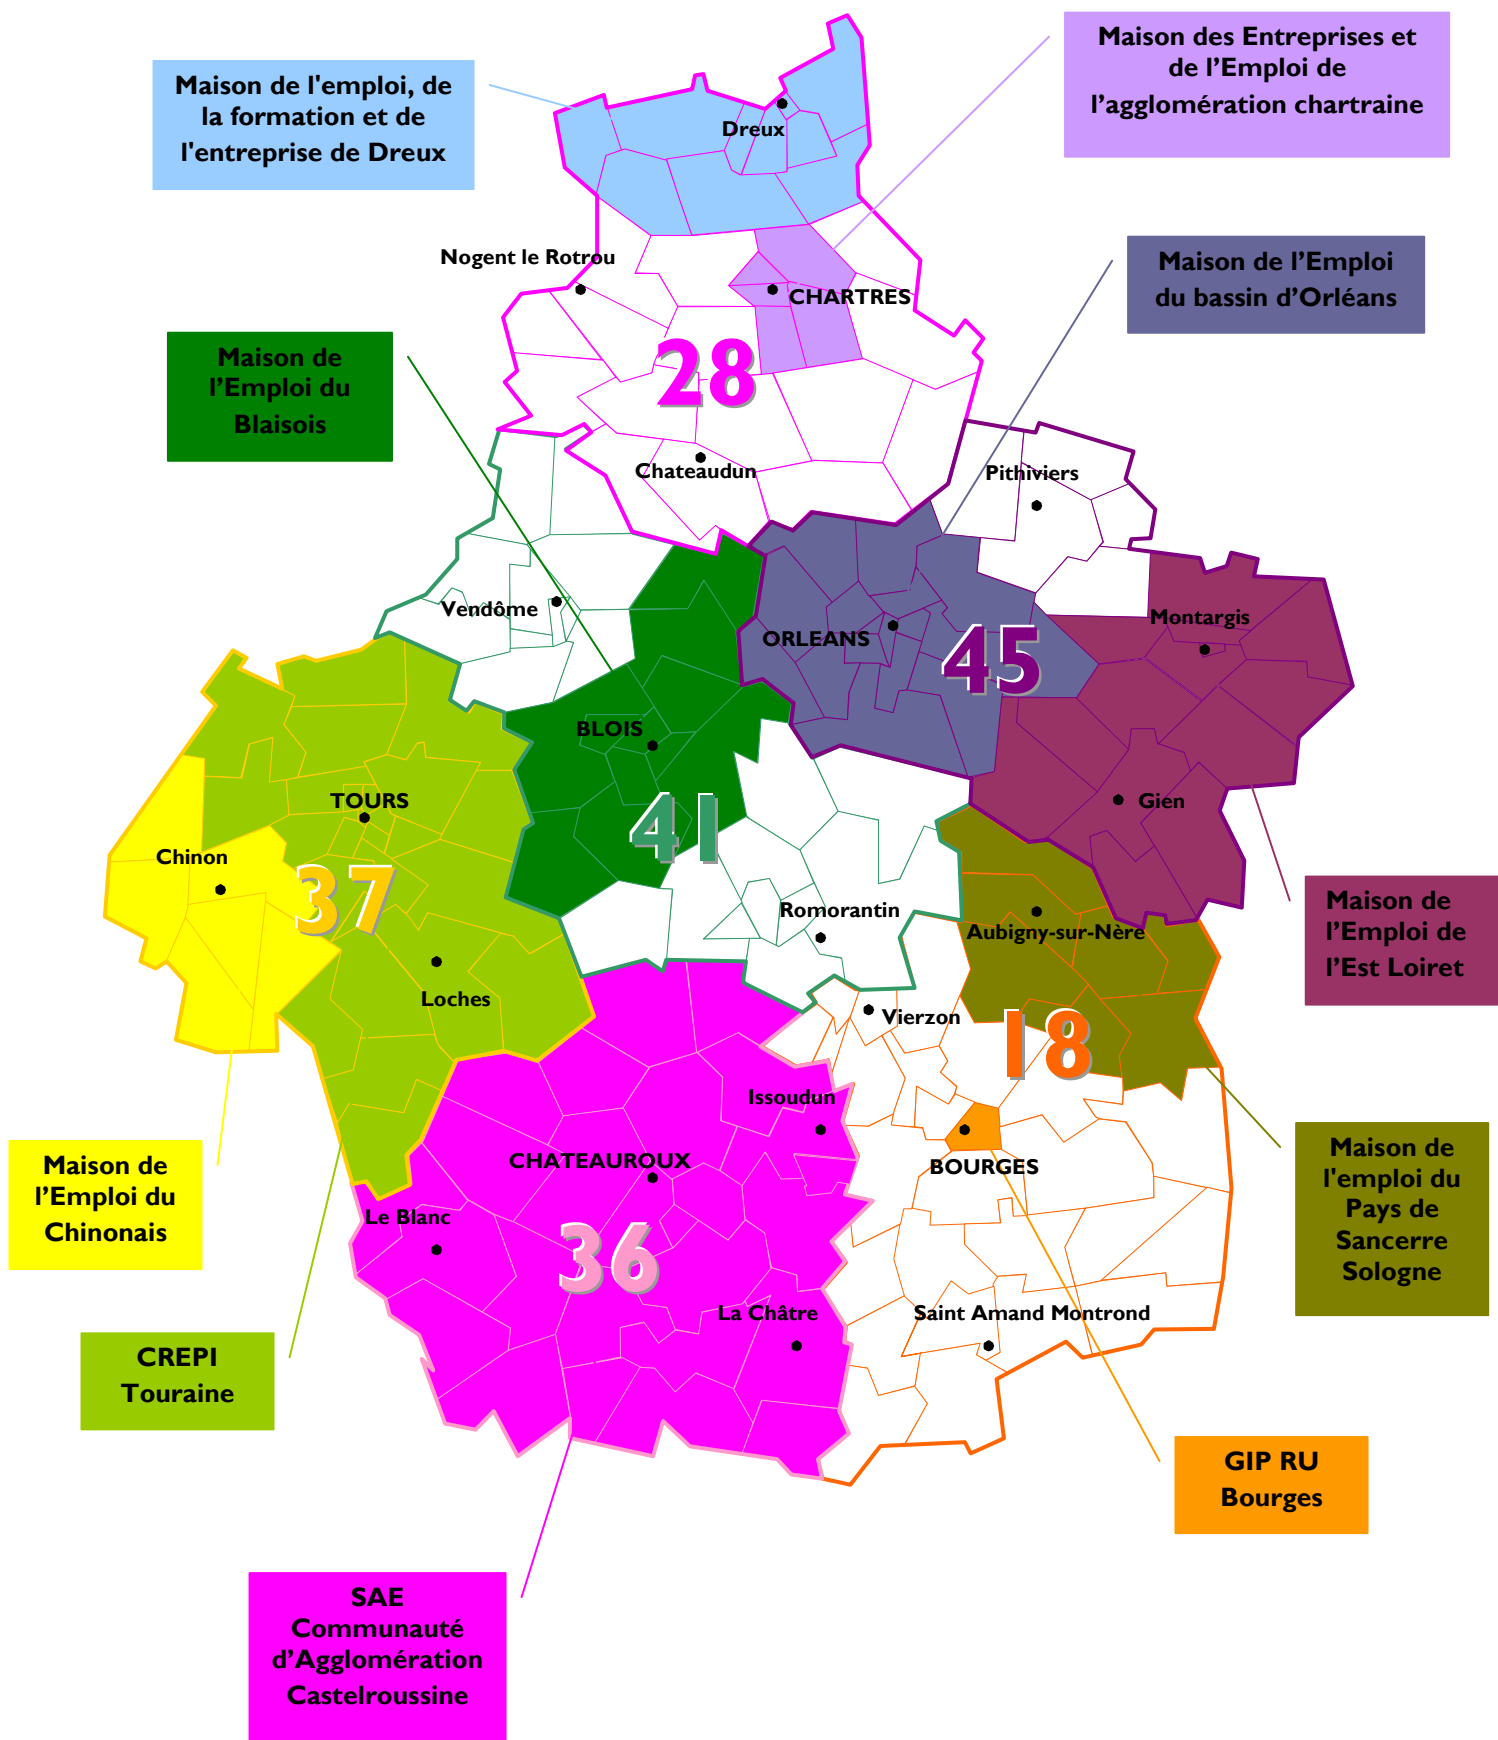 Maison des Entreprises et
de l’Emploi de
l’agglomération chartraine
Maison de l'emploi, de
la formation et de
l'entreprise de Dreux
Dreux
Nogent le Rotrou
CHARTRES
Maison de l’Emploi
du bassin d’Orléans
Maison de
l’Emploi du
Blaisois
28
Chateaudun
Pithiviers
Vendôme
ORLEANS
45
Montargis
BLOIS
TOURS
41
Gien
Chinon
37
Romorantin
Aubigny-sur-Nère
Maison de
l’Emploi de
l’Est Loiret
Loches
Vierzon
18
Issoudun
CHATEAUROUX
BOURGES
Maison de
l’Emploi du
Chinonais
Maison de
l'emploi du
Pays de
Sancerre
Sologne
Le Blanc
36
La Châtre
Saint Amand Montrond
CREPI
Touraine
GIP RU
Bourges
SAE
Communauté
d’Agglomération
Castelroussine